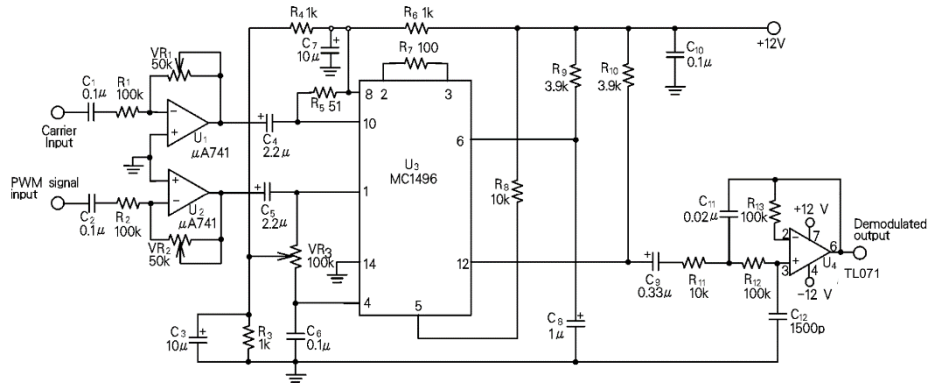 R4 1k
R6 1k
C7
10μ
R7 100
+12V
C10
0.1μ
VR1
50k
R9
3.9k
R10
3.9k
C1
0.1μ
R1
100k
R5 51
8
2
3
Carrier
Input
U1
μA741
C4
2.2μ
10
6
U3
MC1496
PWM signal
input
U2
μA741
C5
2.2μ
1
R8
10k
C2
0.1μ
R2
100k
VR2
50k
VR3
100k
C11
0.02μ
R13
100k
+12 V
7
2
6
Demodulated
output
14
12
3
4
U4
TL071
C9
0.33μ
R11
10k
R12
100k
-12 V
4
5
C3
10μ
R3
1k
C6
0.1μ
C8
1μ
C12
1500p